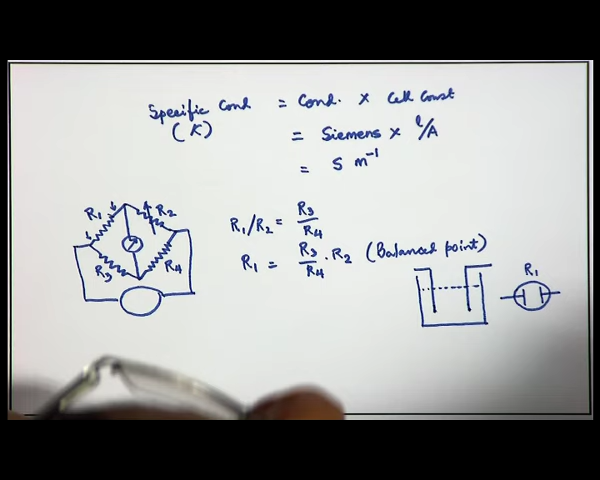 Specific Cond = Cond. × Cell Const
(K) = Siemens × l/A
= S m⁻¹
R1 R2
R3 R4
R1/R2 = R3/R4
R1 = R3/R4 . R2 (Balanced point)
R1